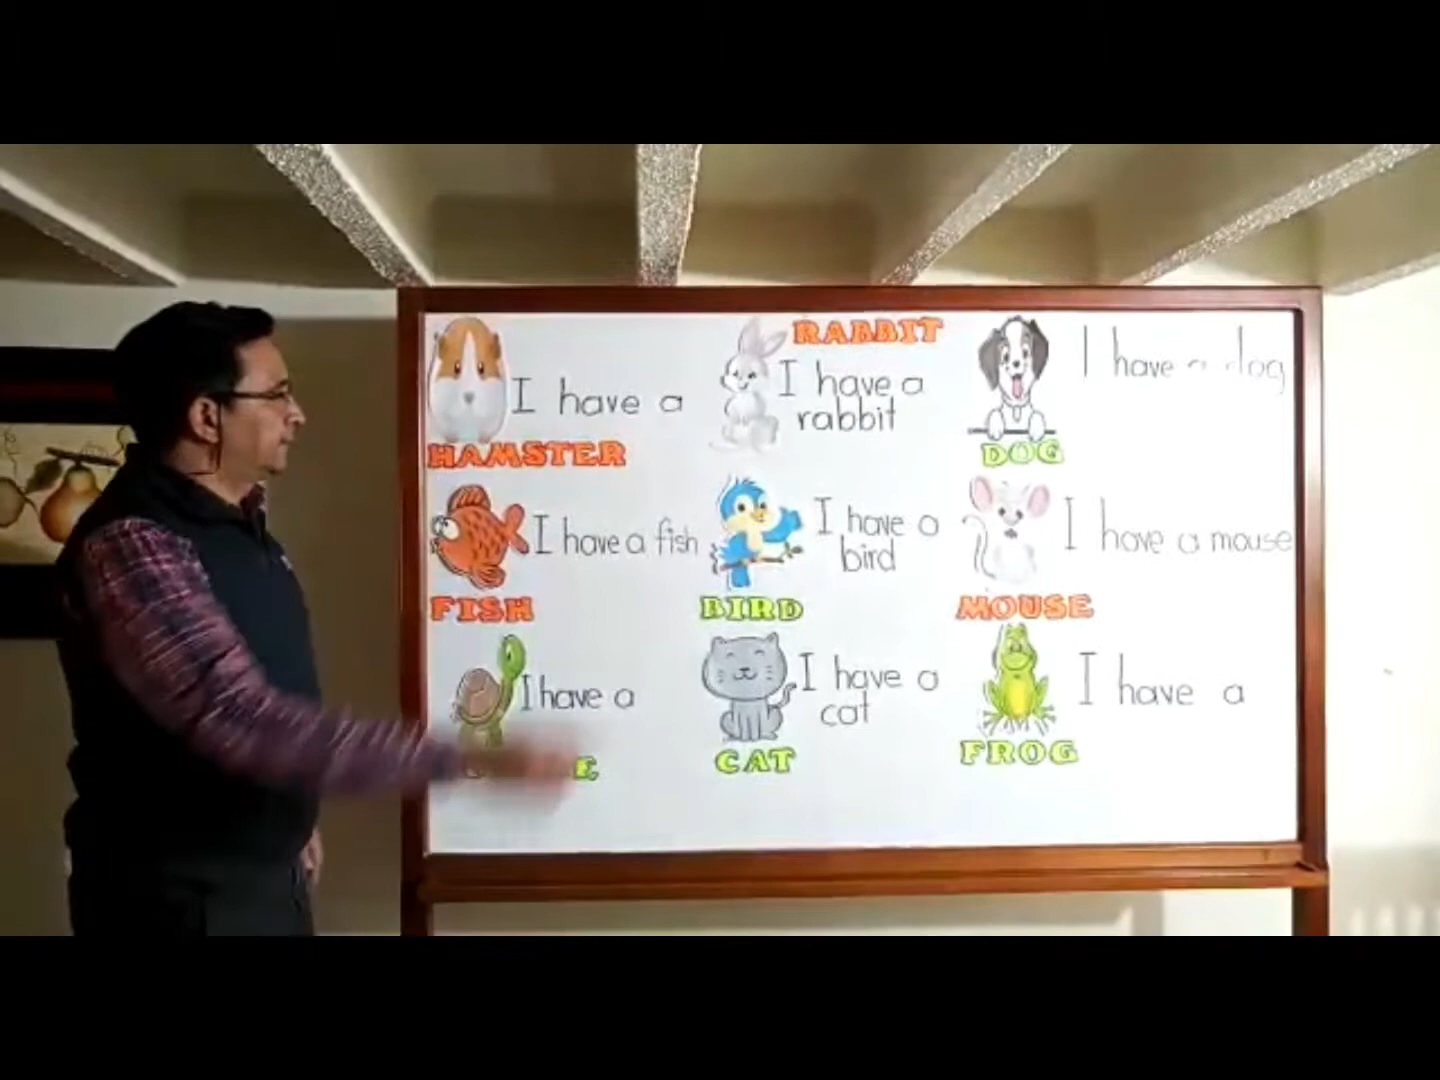 I have a
HAMSTER
RABBIT
I have a
rabbit
I have a dog
DOG
I have a fish
FISH
I have a
bird
BIRD
I have a mouse
MOUSE
I have a
I have a
cat
CAT
I have a
FROG